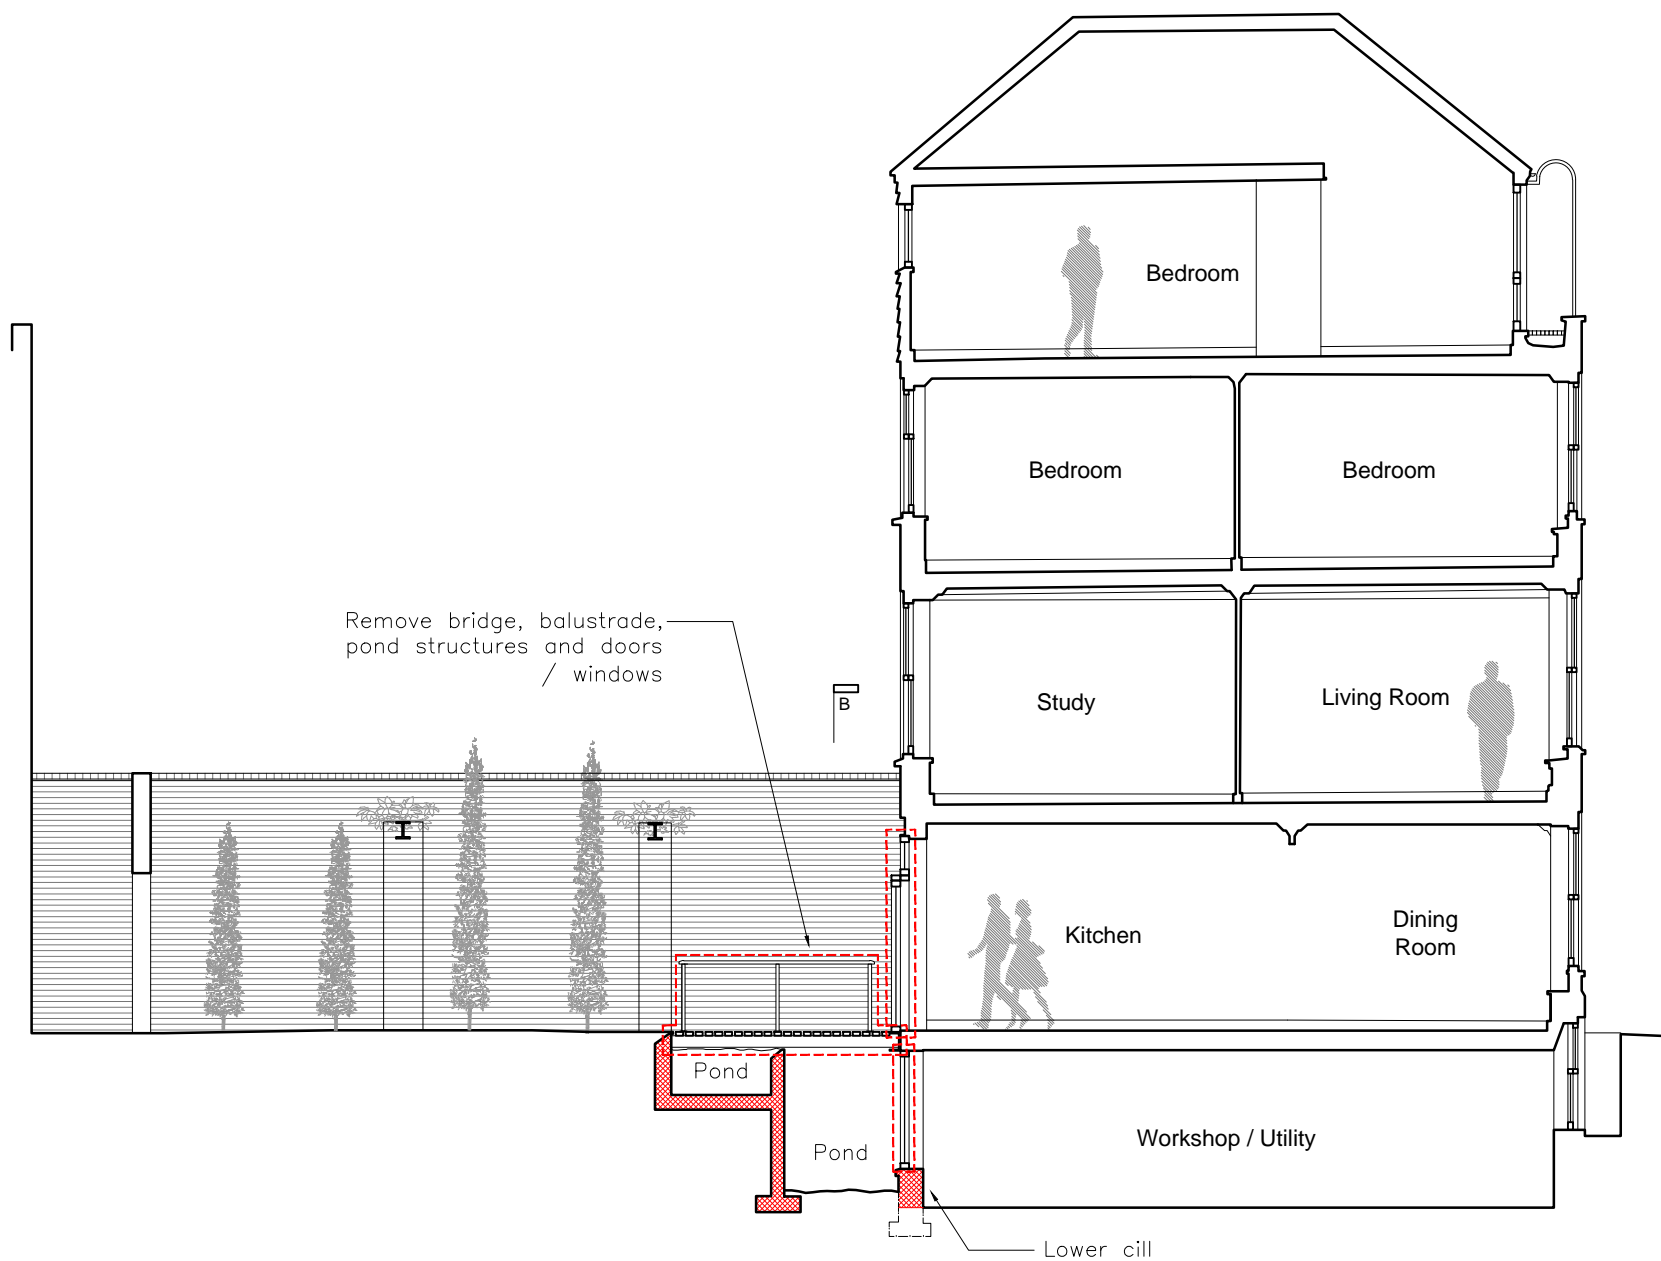 Bedroom
Bedroom
Bedroom
Remove bridge, balustrade,
pond structures and doors
/ windows
B
Study
Living Room
Kitchen
Dining
Room
Pond
Pond
Workshop / Utility
Lower cill